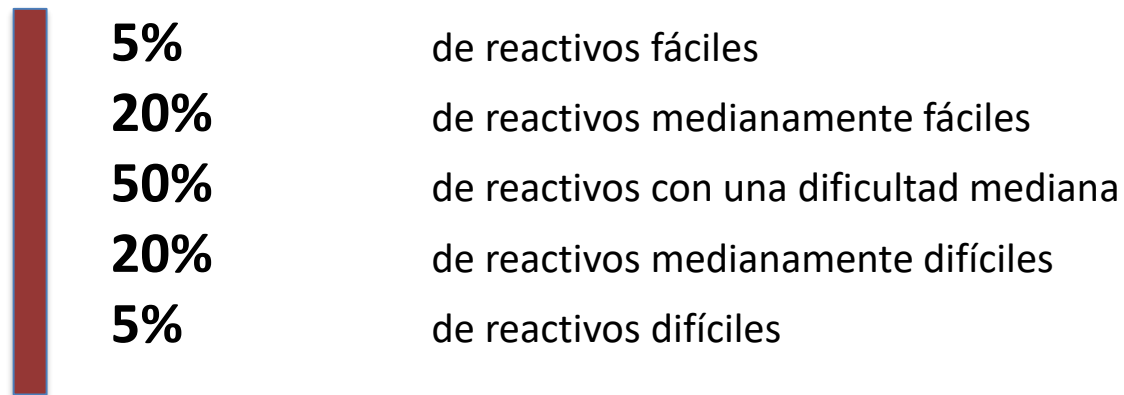 5% de reactivos fáciles
20% de reactivos medianamente fáciles
50% de reactivos con una dificultad mediana
20% de reactivos medianamente difíciles
5% de reactivos difíciles